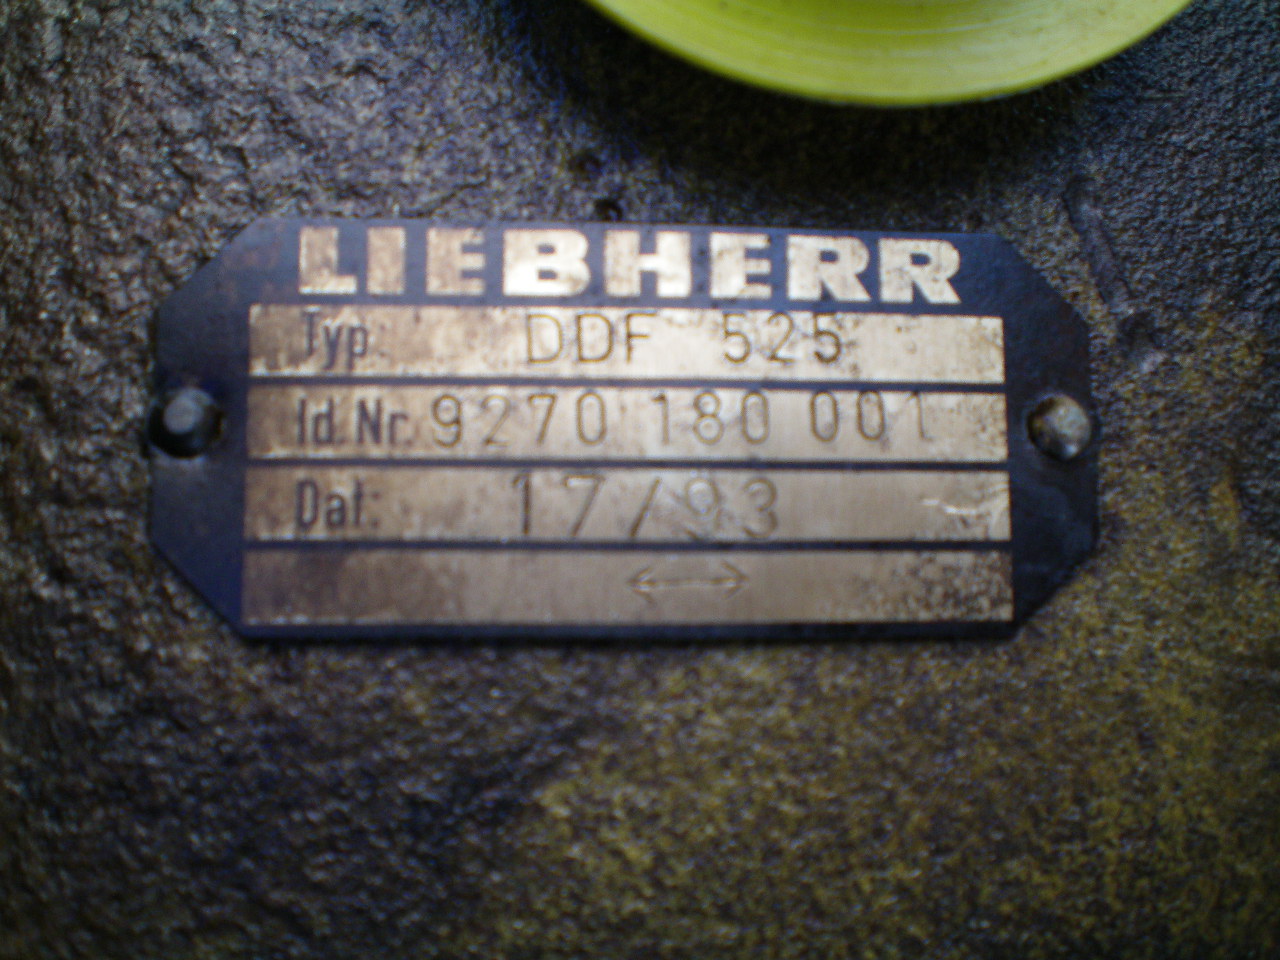 LIEBHERR
Typ: DDF 525
Id. Nr. 9270 180 001
Dat: 17/93